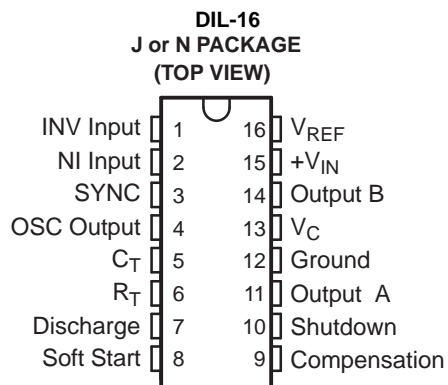 DIL-16
J or N PACKAGE
(TOP VIEW)
INV Input 1 16 VREF
NI Input 2 15 +VIN
SYNC 3 14 Output B
OSC Output 4 13 VC
CT 5 12 Ground
RT 6 11 Output A
Discharge 7 10 Shutdown
Soft Start 8 9 Compensation